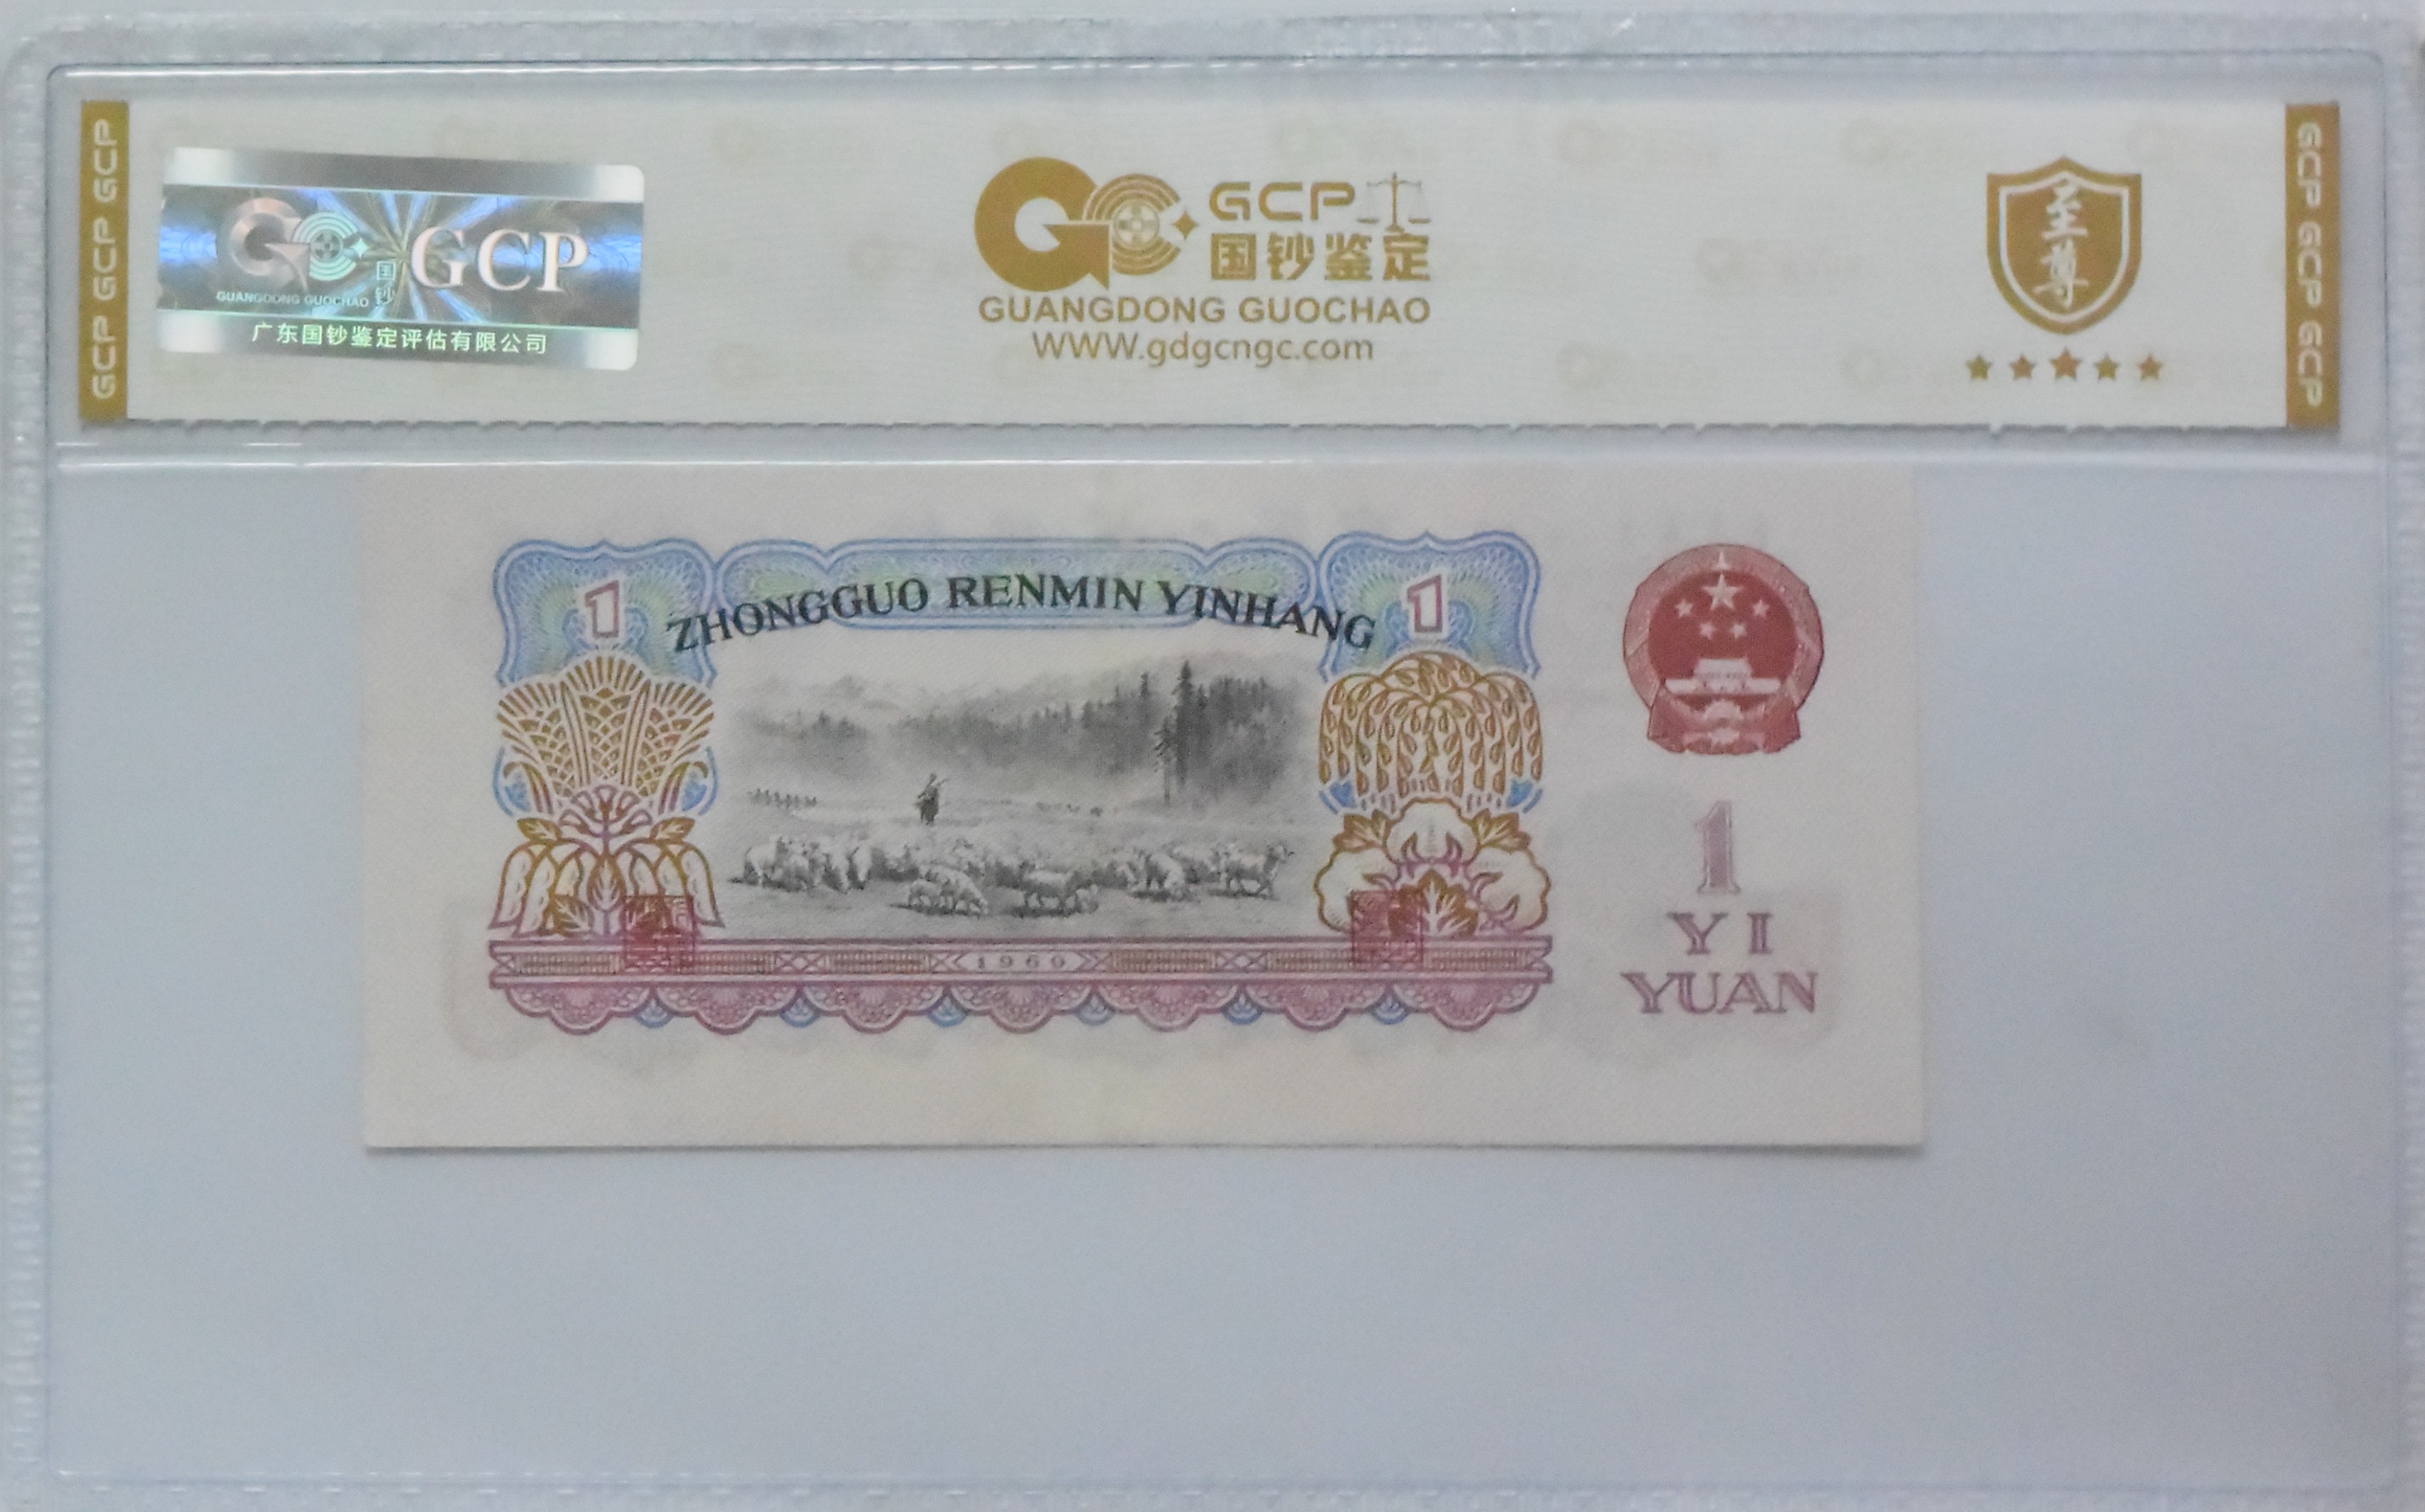 GCP GCP GCP
GCP
国钞
GUANGDONG GUOCHAO
广东国钞鉴定评估有限公司
GCP
国钞鉴定
GUANGDONG GUOCHAO
WWW.gdgcngc.com
至尊
GCP GCP GCP
1
ZHONGGUO RENMIN YINHANG
1
1
YI
YUAN
1960